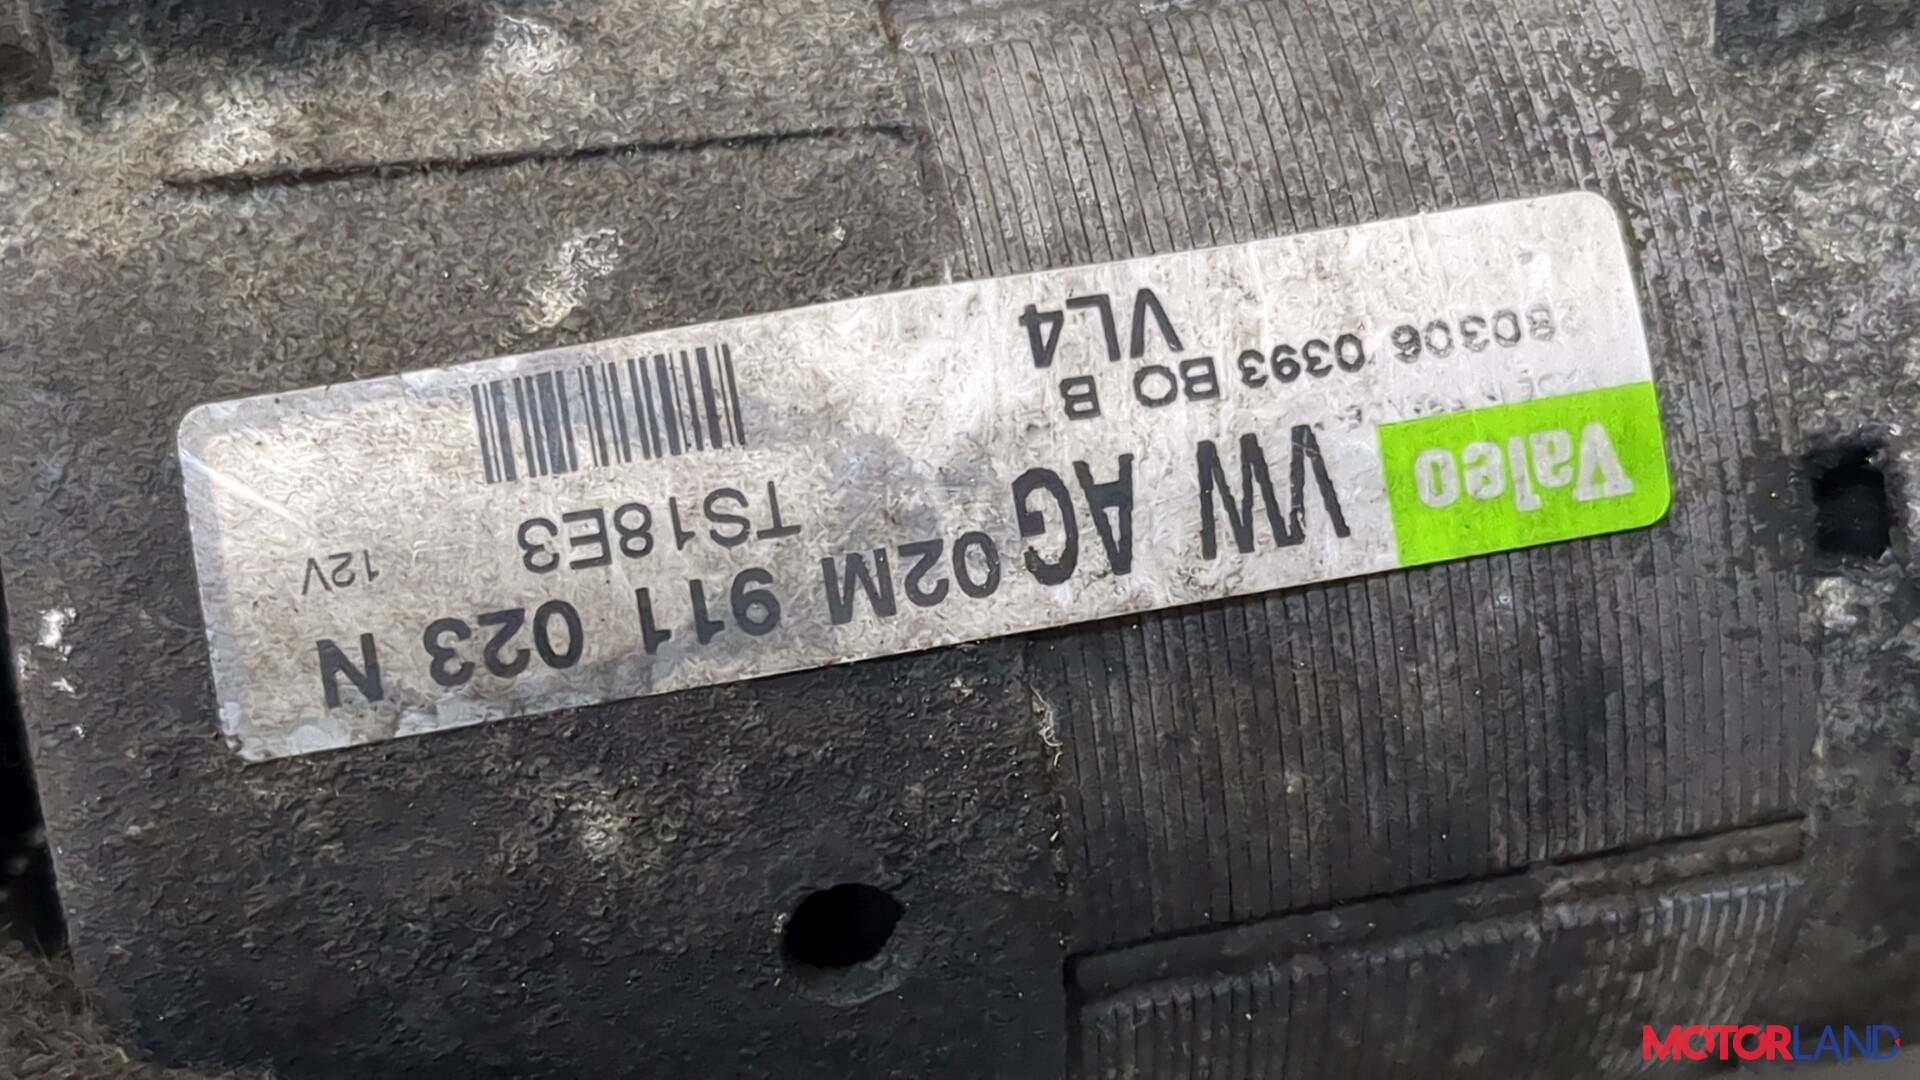 Valeo
VW AG 02M 911 023 N
TS18E3 12V
80306 0393 BO B
VL4
MOTORLAND